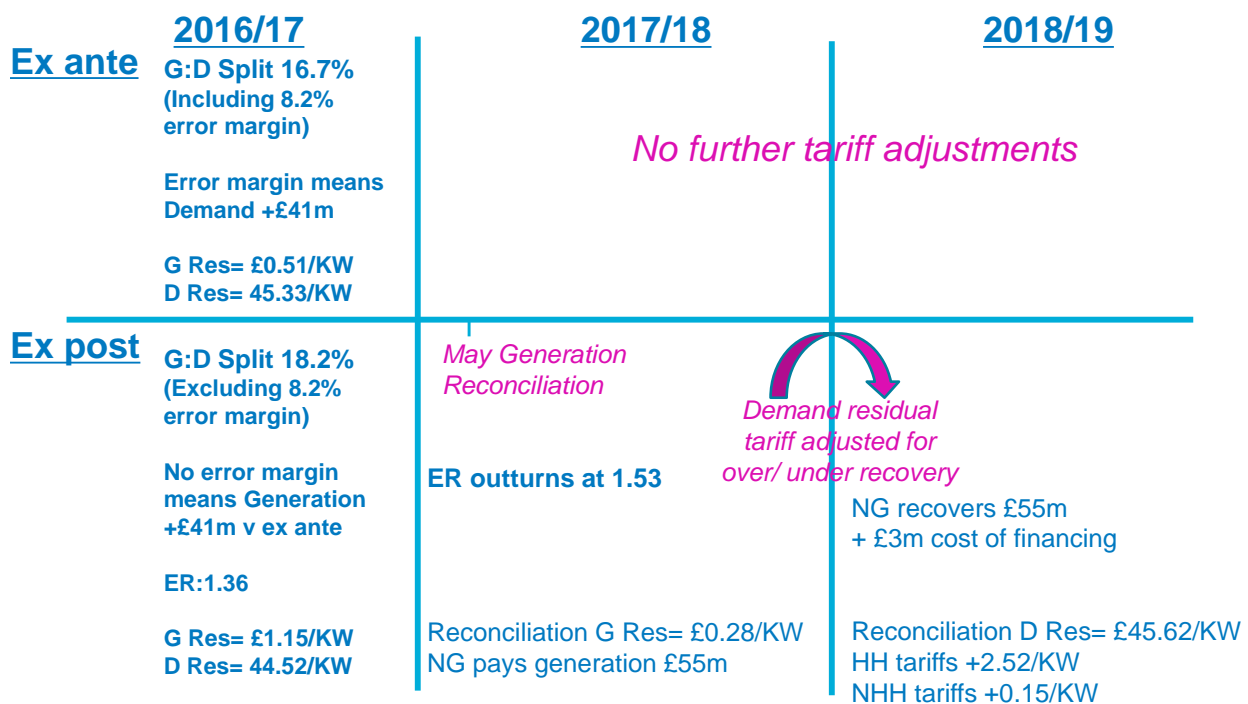 2016/17
2017/18
2018/19
Ex ante
G:D Split 16.7%
(Including 8.2%
error margin)
Error margin means
Demand +£41m
G Res= £0.51/KW
D Res= 45.33/KW
No further tariff adjustments
Ex post
G:D Split 18.2%
(Excluding 8.2%
error margin)
No error margin
means Generation
+£41m v ex ante
ER:1.36
G Res= £1.15/KW
D Res= 44.52/KW
May Generation
Reconciliation
ER outturns at 1.53
Reconciliation G Res= £0.28/KW
NG pays generation £55m
Demand residual
tariff adjusted for
over/ under recovery
NG recovers £55m
+ £3m cost of financing
Reconciliation D Res= £45.62/KW
HH tariffs +2.52/KW
NHH tariffs +0.15/KW